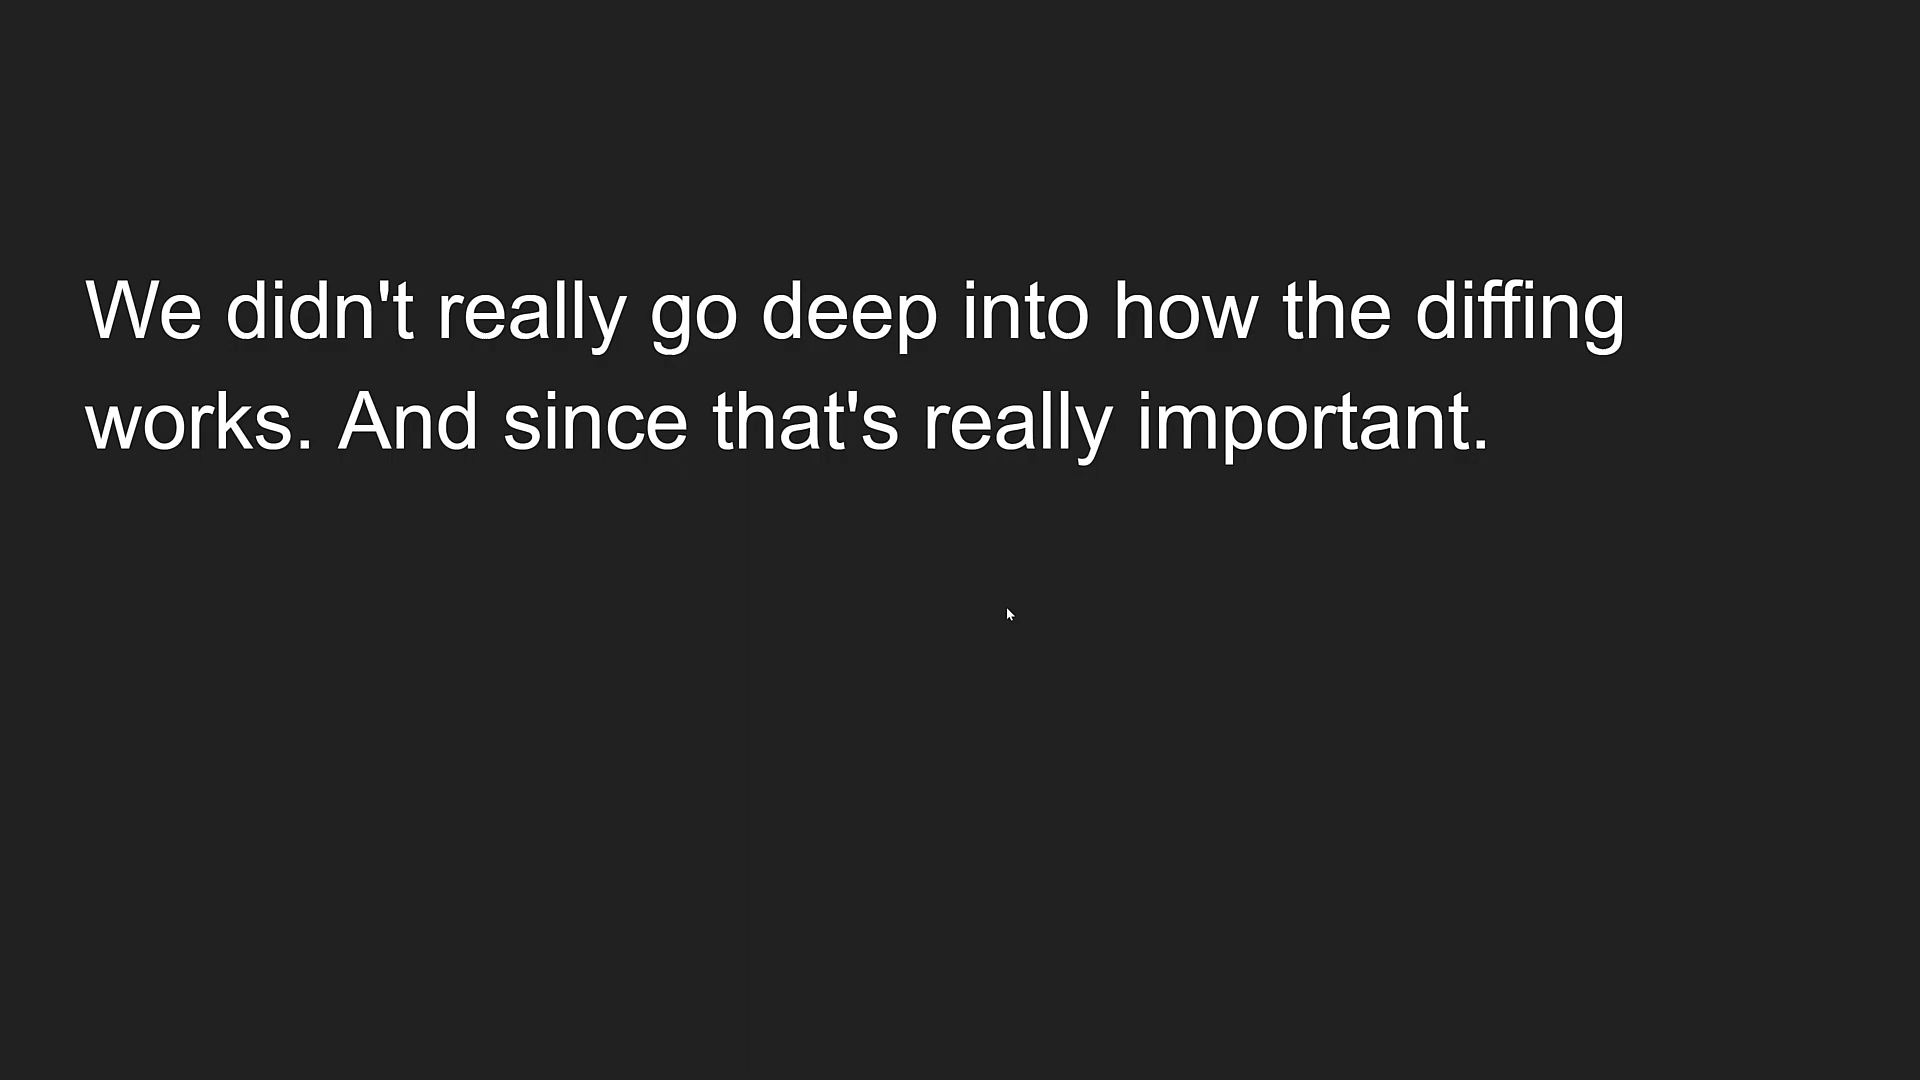 We didn't really go deep into how the diffing
works. And since that's really important.